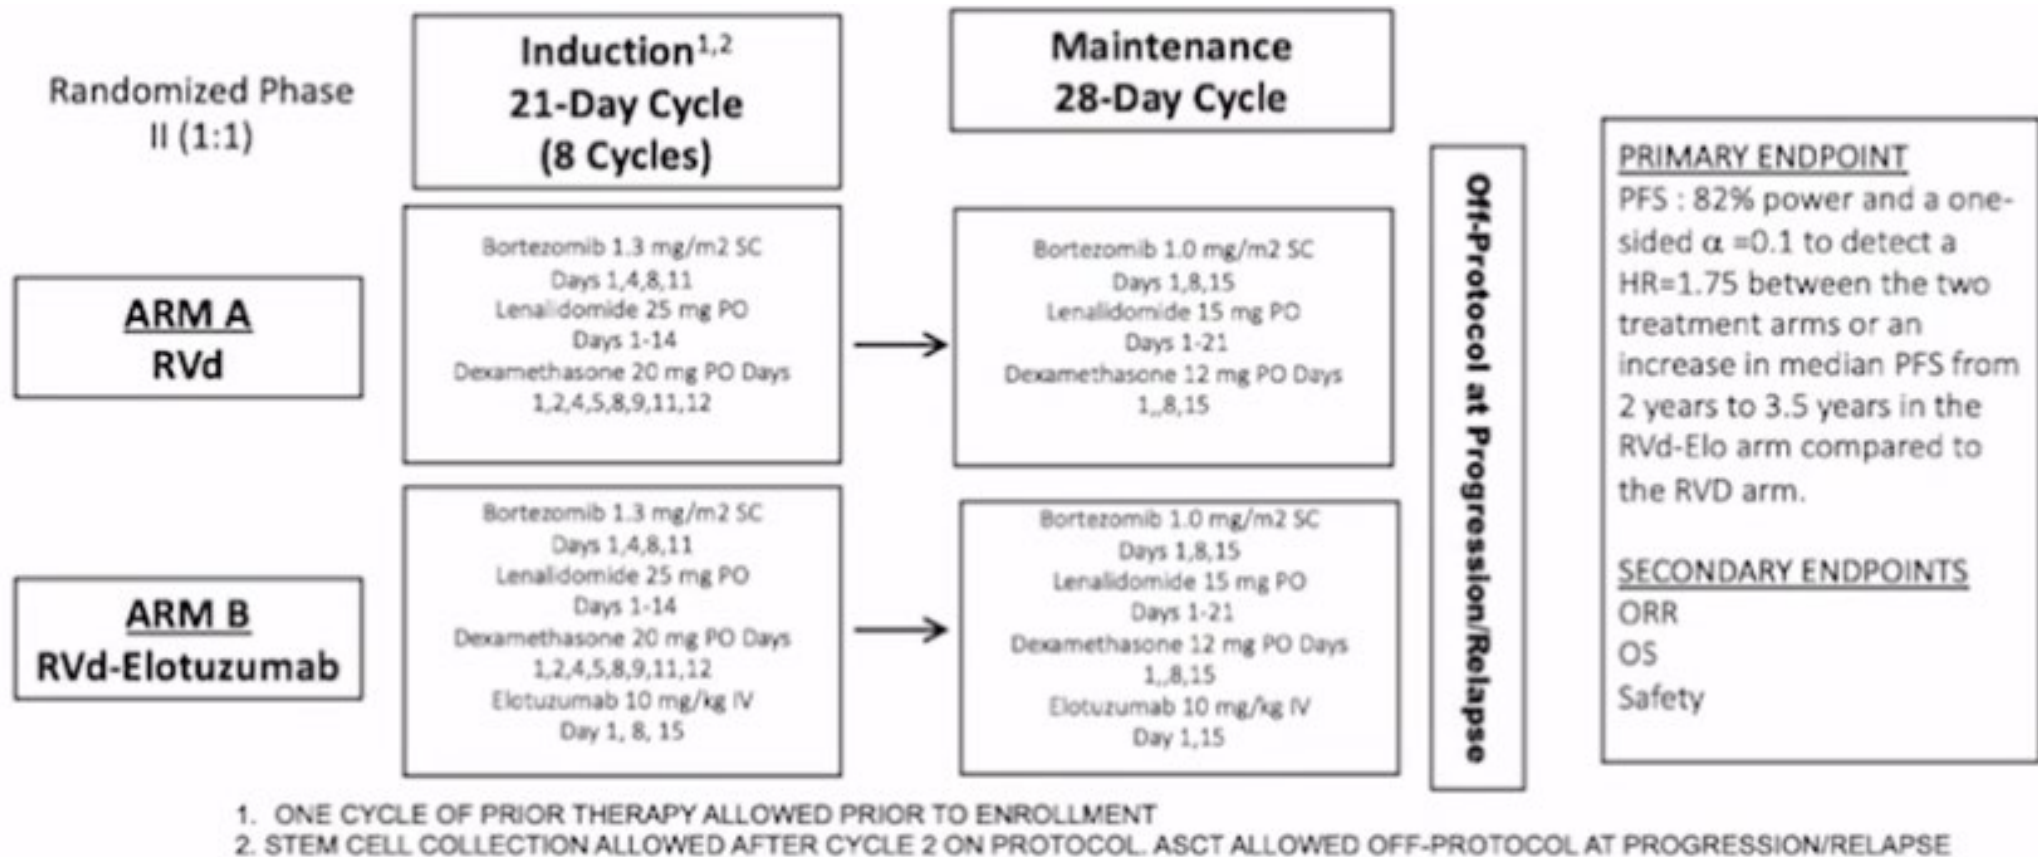 Randomized Phase
II (1:1)
Induction1,2
21-Day Cycle
(8 Cycles)
Maintenance
28-Day Cycle
ARM A
RVd
Bortezomib 1.3 mg/m2 SC
Days 1,4,8,11
Lenalidomide 25 mg PO
Days 1-14
Dexamethasone 20 mg PO Days
1,2,4,5,8,9,11,12
Bortezomib 1.0 mg/m2 SC
Days 1,8,15
Lenalidomide 15 mg PO
Days 1-21
Dexamethasone 12 mg PO Days
1,,8,15
ARM B
RVd-Elotuzumab
Bortezomib 1.3 mg/m2 SC
Days 1,4,8,11
Lenalidomide 25 mg PO
Days 1-14
Dexamethasone 20 mg PO Days
1,2,4,5,8,9,11,12
Elotuzumab 10 mg/kg IV
Day 1, 8, 15
Bortezomib 1.0 mg/m2 SC
Days 1,8,15
Lenalidomide 15 mg PO
Days 1-21
Dexamethasone 12 mg PO Days
1,,8,15
Elotuzumab 10 mg/kg IV
Day 1,15
Off-Protocol at Progression/Relapse
PRIMARY ENDPOINT
PFS : 82% power and a one-
sided α =0.1 to detect a
HR=1.75 between the two
treatment arms or an
increase in median PFS from
2 years to 3.5 years in the
RVd-Elo arm compared to
the RVD arm.
SECONDARY ENDPOINTS
ORR
OS
Safety
1. ONE CYCLE OF PRIOR THERAPY ALLOWED PRIOR TO ENROLLMENT
2. STEM CELL COLLECTION ALLOWED AFTER CYCLE 2 ON PROTOCOL. ASCT ALLOWED OFF-PROTOCOL AT PROGRESSION/RELAPSE